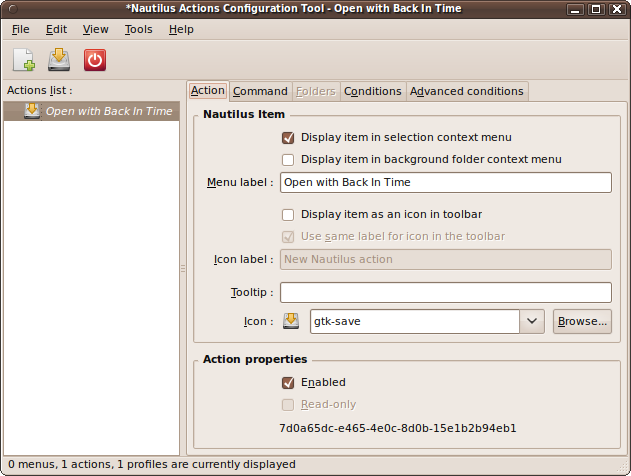 *Nautilus Actions Configuration Tool - Open with Back In Time
File Edit View Tools Help
Actions list :
Open with Back In Time
Action Command Folders Conditions Advanced conditions
Nautilus Item
Display item in selection context menu
Display item in background folder context menu
Menu label : Open with Back In Time
Display item as an icon in toolbar
Use same label for icon in the toolbar
Icon label : New Nautilus action
Tooltip :
Icon : gtk-save Browse...
Action properties
Enabled
Read-only
7d0a65dc-e465-4e0c-8d0b-15e1b2b94eb1
0 menus, 1 actions, 1 profiles are currently displayed